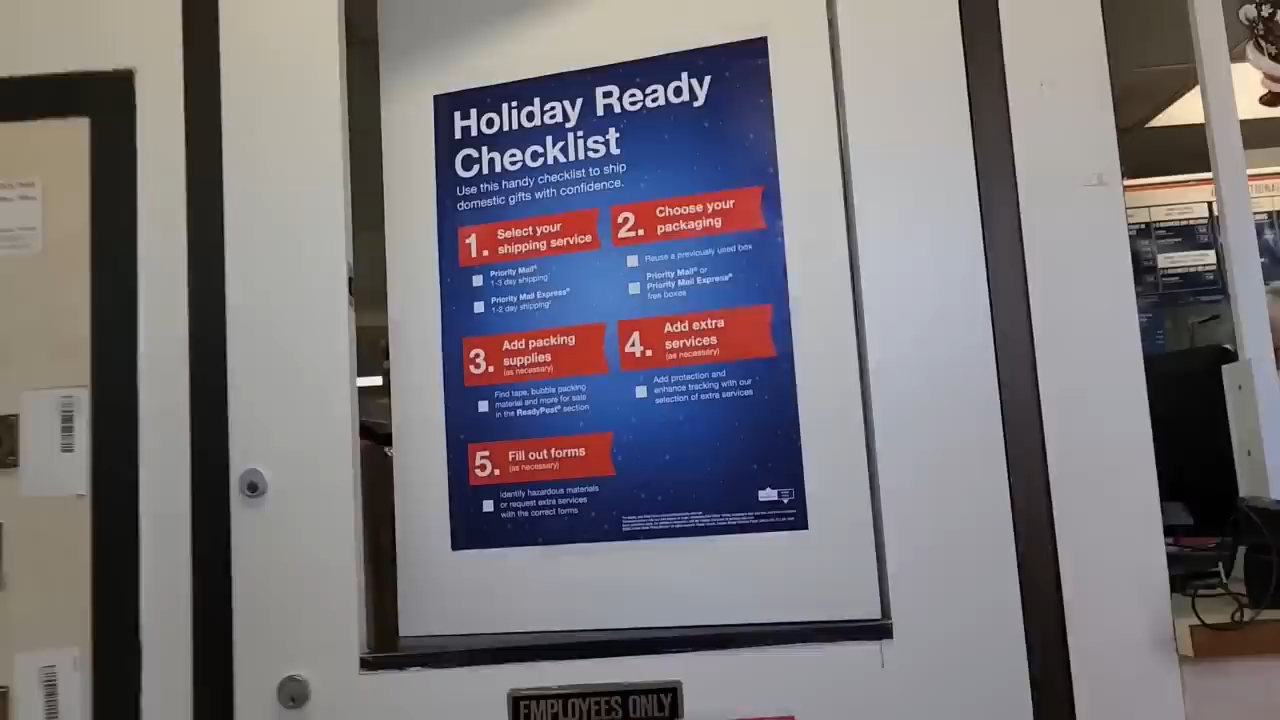 Holiday Ready
Checklist
Use this handy checklist to ship
domestic gifts with confidence.
1. Select your
shipping service
Priority Mail®
1-3 day shipping¹
Priority Mail Express®
1-2 day shipping²
2. Choose your
packaging
Reuse a previously used box
Priority Mail® or
Priority Mail Express®
free boxes
3. Add packing
supplies
(as necessary)
Find tape, bubble packing
material and more for sale
in the ReadyPost® section
4. Add extra
services
(as necessary)
Add protection and
enhance tracking with our
selection of extra services
5. Fill out forms
(as necessary)
Identify hazardous materials
or request extra services
with the correct forms
EMPLOYEES ONLY